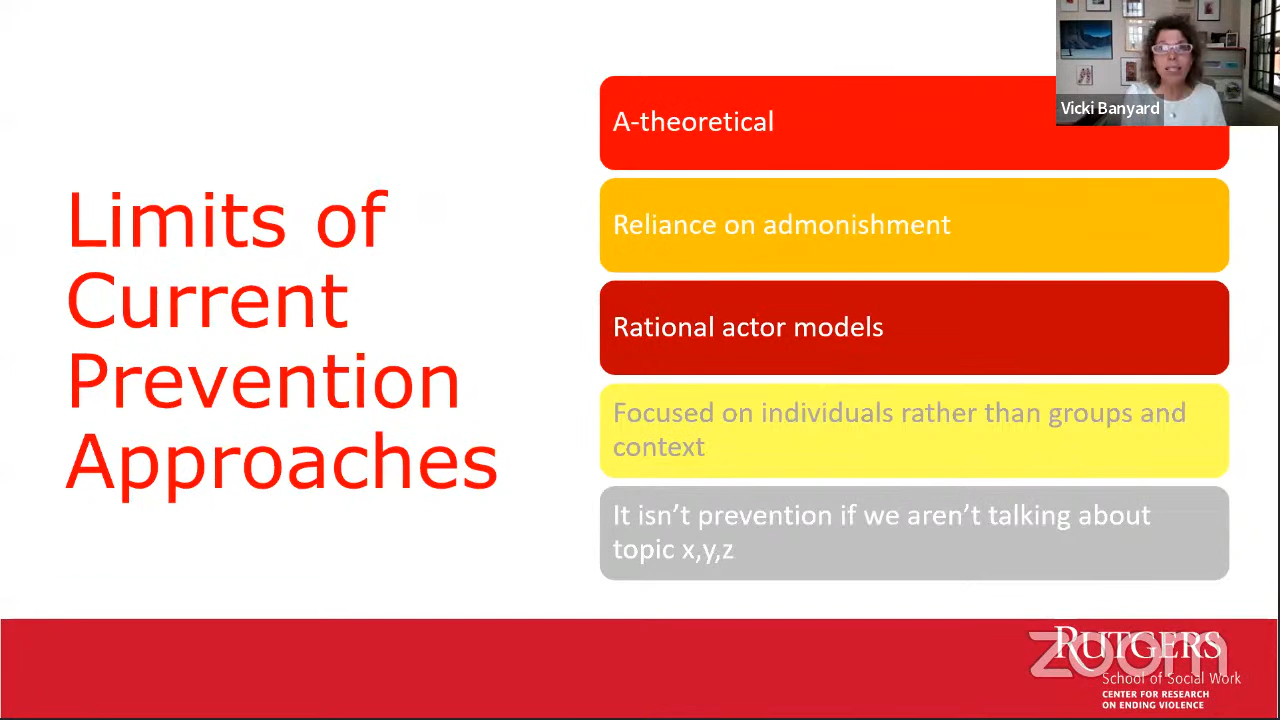 Vicki Banyard
Limits of
Current
Prevention
Approaches
A-theoretical
Reliance on admonishment
Rational actor models
Focused on individuals rather than groups and
context
It isn’t prevention if we aren’t talking about
topic x,y,z
RUTGERS
zoom
School of Social Work
CENTER FOR RESEARCH
ON ENDING VIOLENCE